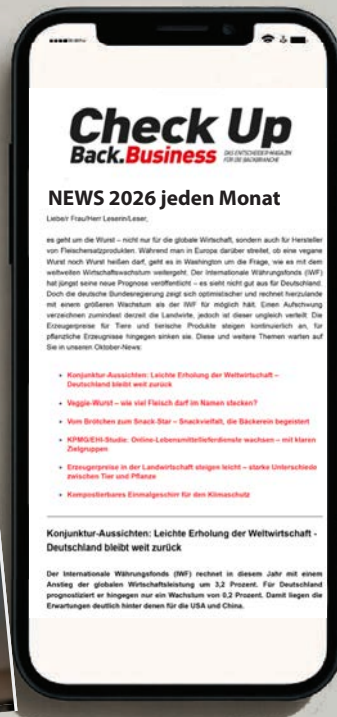 Check Up
Back.Business DAS ENTSCHEIDER-MAGAZIN
FÜR DIE BACKBRANCHE
NEWS 2026 jeden Monat
Liebe/r Frau/Herr Leserin/Leser,
es geht um die Wurst – nicht nur für die globale Wirtschaft, sondern auch für Hersteller
von Fleischersatzprodukten. Während man in Europa darüber streitet, ob eine vegane
Wurst noch Wurst heißen darf, geht es in Washington um die Frage, wie es mit dem
weltweiten Wirtschaftswachstum weitergeht. Der Internationale Währungsfonds (IWF)
hat jüngst seine neue Prognose veröffentlicht – es sieht nicht gut aus für Deutschland.
Doch die deutsche Bundesregierung zeigt sich optimistischer und rechnet hierzulande
mit einem größeren Wachstum als der IWF für möglich hält. Einen Aufschwung
verzeichnen zumindest derzeit die Landwirte, jedoch ist dieser ungleich verteilt: Die
Erzeugerpreise für Tiere und tierische Produkte steigen kontinuierlich an, für
pflanzliche Erzeugnisse hingegen sinken sie. Diese und weitere Themen warten auf
Sie in unseren Oktober-News:
• Konjunktur-Aussichten: Leichte Erholung der Weltwirtschaft –
Deutschland bleibt weit zurück
• Veggie-Wurst – wie viel Fleisch darf im Namen stecken?
• Vom Brötchen zum Snack-Star – Snackvielfalt, die Bäckerein begeistert
• KPMG/EHI-Studie: Online-Lebensmittellieferdienste wachsen – mit klaren
Zielgruppen
• Erzeugerpreise in der Landwirtschaft steigen leicht – starke Unterschiede
zwischen Tier und Pflanze
• Kompostierbares Einmalgeschirr für den Klimaschutz
Konjunktur-Aussichten: Leichte Erholung der Weltwirtschaft -
Deutschland bleibt weit zurück
Der Internationale Währungsfonds (IWF) rechnet in diesem Jahr mit einem
Anstieg der globalen Wirtschaftsleistung um 3,2 Prozent. Für Deutschland
prognostiziert er hingegen nur ein Wachstum von 0,2 Prozent. Damit liegen die
Erwartungen deutlich hinter denen für die USA und China.